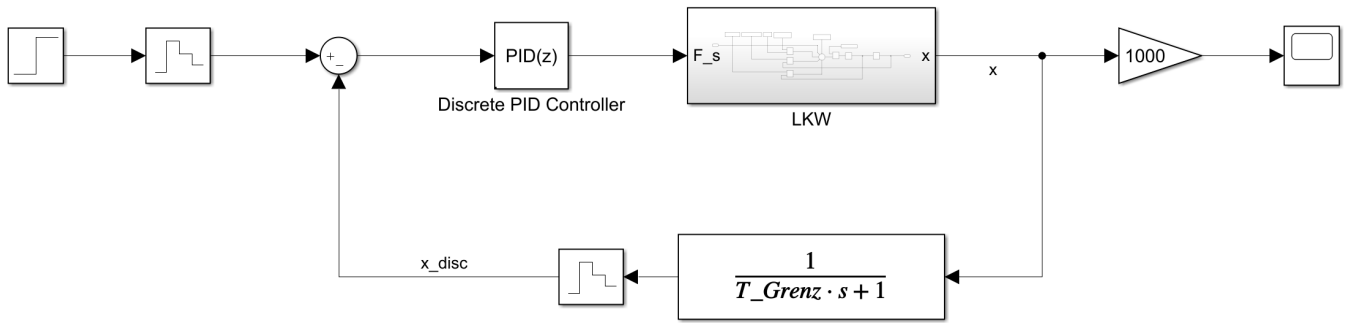 +
_
PID(z)
Discrete PID Controller
F_s
x
LKW
x
1000
x_disc
1
T_Grenz · s + 1